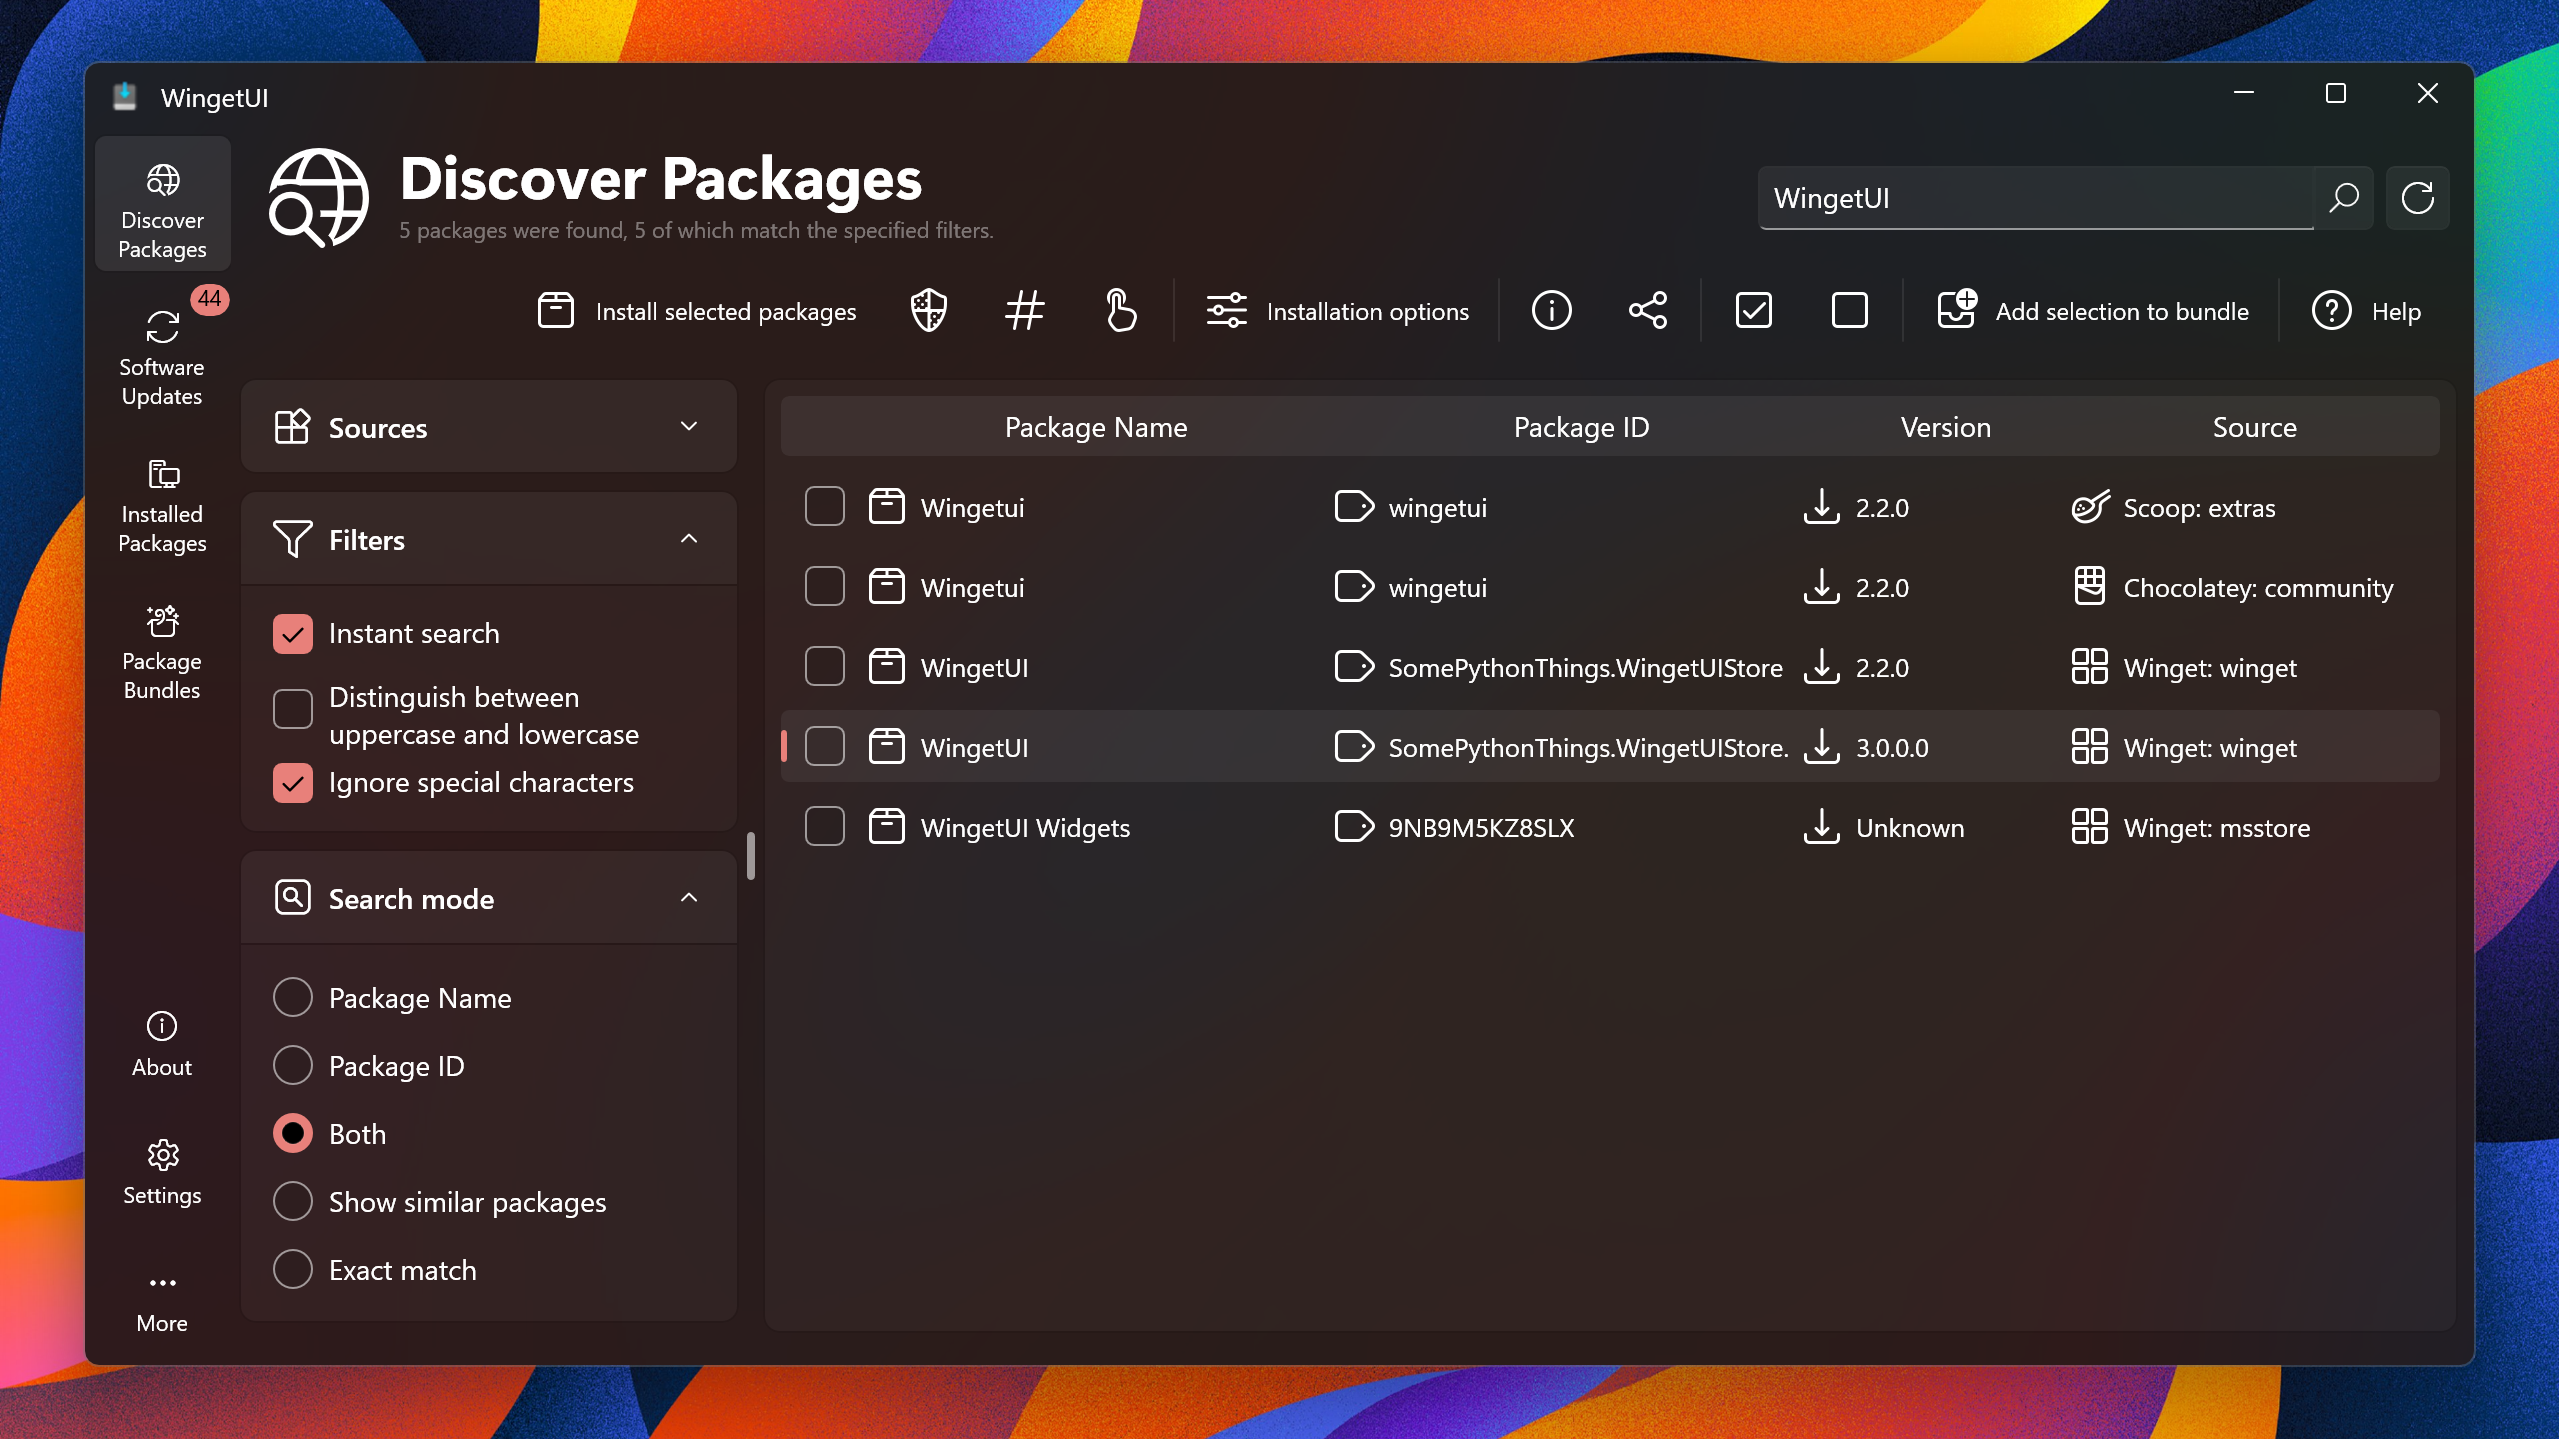 WingetUI
Discover Packages
5 packages were found, 5 of which match the specified filters.
WingetUI
Discover
Packages
44
Software
Updates
Installed
Packages
Package
Bundles
About
Settings
More
Install selected packages
Installation options
Add selection to bundle
Help
Sources
Filters
Instant search
Distinguish between
uppercase and lowercase
Ignore special characters
Search mode
Package Name
Package ID
Both
Show similar packages
Exact match
Package Name Package ID Version Source
Wingetui wingetui 2.2.0 Scoop: extras
Wingetui wingetui 2.2.0 Chocolatey: community
WingetUI SomePythonThings.WingetUIStore 2.2.0 Winget: winget
WingetUI SomePythonThings.WingetUIStore. 3.0.0.0 Winget: winget
WingetUI Widgets 9NB9M5KZ8SLX Unknown Winget: msstore